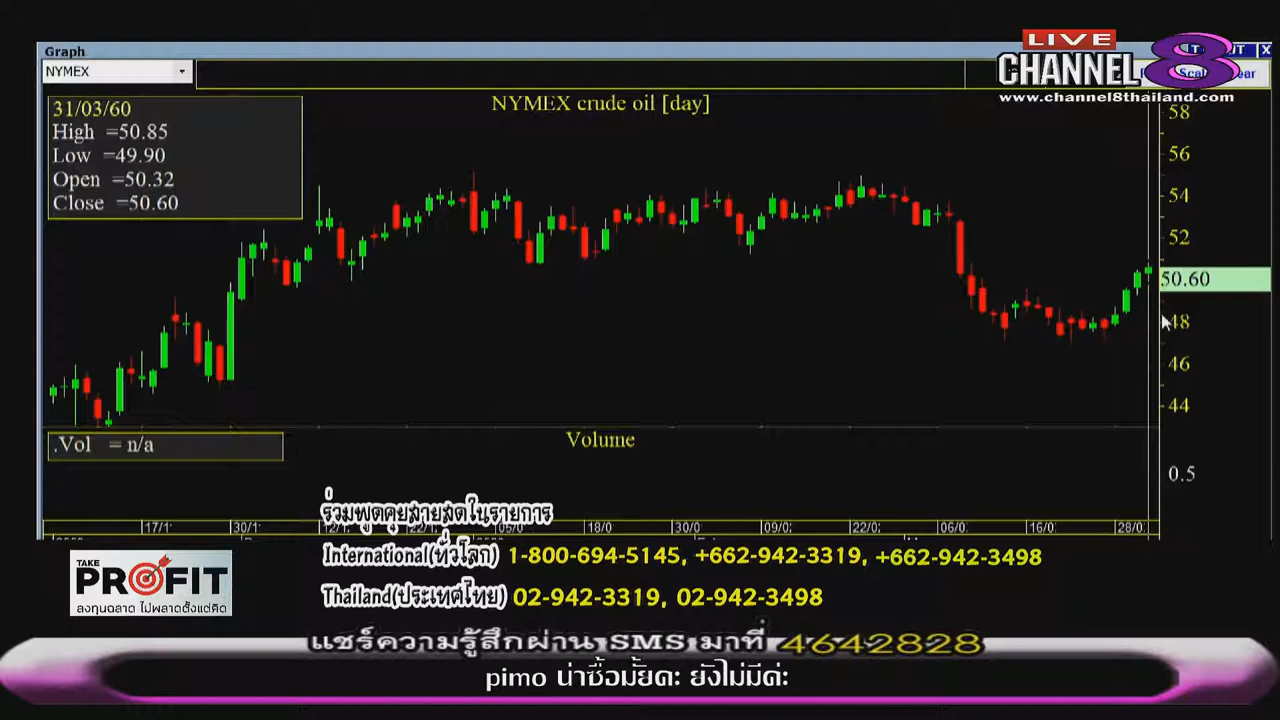 Graph
NYMEX
LIVE
CHANNEL 8
www.channel8thailand.com
31/03/60
High =50.85
Low =49.90
Open =50.32
Close =50.60
NYMEX crude oil [day]
58
56
54
52
50.60
48
46
44
.Vol = n/a
Volume
0.5
17/1:
30/1:
12/1:
22/1:
05/0:
18/0:
30/0:
09/0:
22/0:
06/0:
16/0:
28/0:
ร่วมพูดคุยสายสดในรายการ
International(ทั่วโลก) 1-800-694-5145, +662-942-3319, +662-942-3498
Thailand(ประเทศไทย) 02-942-3319, 02-942-3498
TAKE
PROFIT
ลงทุนฉลาด ไม่พลาดตั้งแต่คิด
แชร์ความรู้สึกผ่าน SMS มาที่ 4642828
pimo น่าซื้อมั้ยคะ ยังไม่มีค่ะ